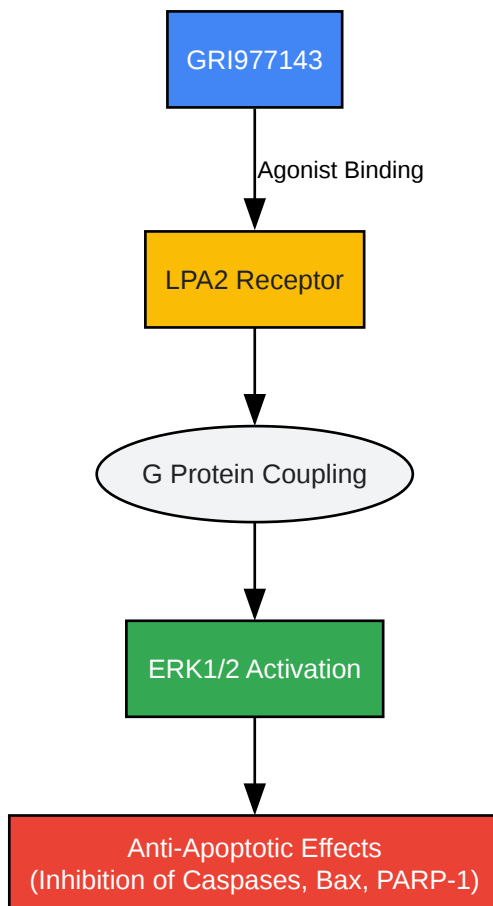 GRI977143
Agonist Binding
LPA2 Receptor
G Protein Coupling
ERK1/2 Activation
Anti-Apoptotic Effects
(Inhibition of Caspases, Bax, PARP-1)